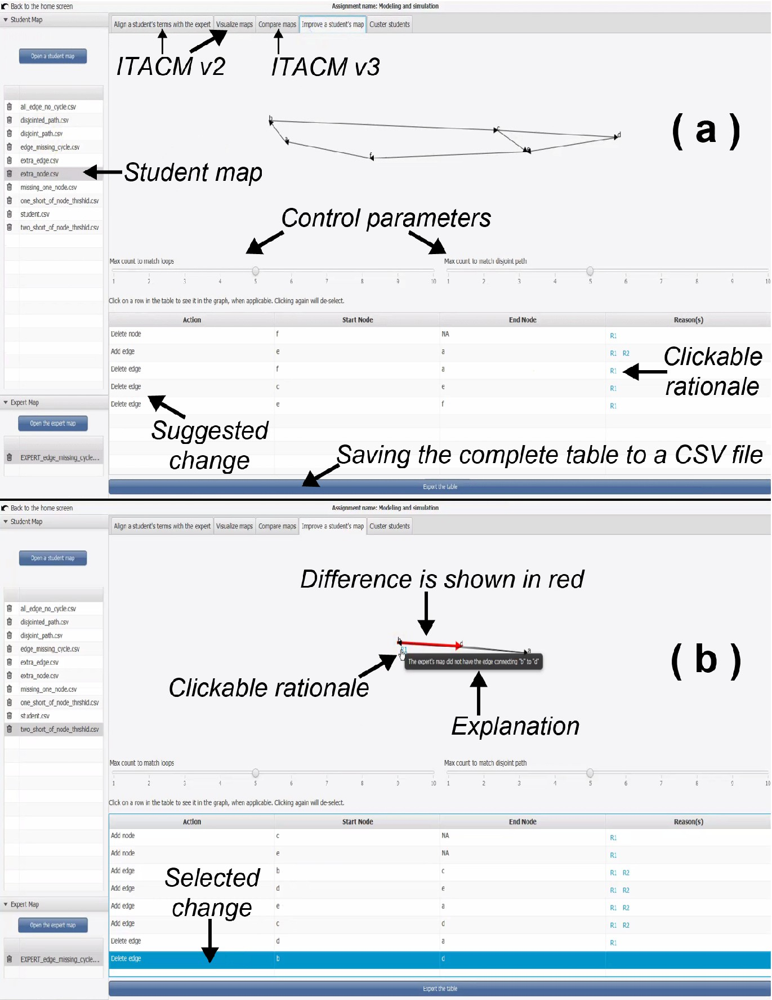 Back to the home screen
Assignment name: Modeling and simulation
Student Map
Align a student's terms with the expert
Visualize maps
Compare maps
Improve a student's map
Cluster students
Open a student map
ITACM v2
ITACM v3
all_edge_no_cycle.csv
disjointed_path.csv
disjoint_path.csv
edge_missing_cycle.csv
extra_edge.csv
extra_node.csv
missing_one_node.csv
one_short_of_node_thrshld.csv
student.csv
two_short_of_node_thrshld.csv
b
c
d
a
e
f
( a )
Student map
Control parameters
Max count to match loops
1 2 3 4 5 6 7 8 9 10
Max count to match disjoint path
1 2 3 4 5 6 7 8 9 10
Click on a row in the table to see it in the graph, when applicable. Clicking again will de-select.
Action Start Node End Node Reason(s)
Delete node f NA R1
Add edge e a R1 R2
Delete edge f a R1
Delete edge c e R1
Delete edge e f R1
Clickable
rationale
Suggested
change
Expert Map
Open the expert map
EXPERT_edge_missing_cycle....
Saving the complete table to a CSV file
Export the table
Back to the home screen
Assignment name: Modeling and simulation
Student Map
Align a student's terms with the expert
Visualize maps
Compare maps
Improve a student's map
Cluster students
Open a student map
all_edge_no_cycle.csv
disjointed_path.csv
disjoint_path.csv
edge_missing_cycle.csv
extra_edge.csv
extra_node.csv
missing_one_node.csv
one_short_of_node_thrshld.csv
student.csv
two_short_of_node_thrshld.csv
Difference is shown in red
b
d
a
R1
The expert's map did not have the edge connecting "b" to "d"
( b )
Clickable rationale
Explanation
Max count to match loops
1 2 3 4 5 6 7 8 9 10
Max count to match disjoint path
1 2 3 4 5 6 7 8 9 10
Click on a row in the table to see it in the graph, when applicable. Clicking again will de-select.
Action Start Node End Node Reason(s)
Add node c NA R1
Add node e NA R1
Add edge b c R1 R2
Add edge d e R1 R2
Add edge e a R1 R2
Add edge c d R1 R2
Delete edge d a R1
Delete edge b d
Selected
change
Expert Map
Open the expert map
EXPERT_edge_missing_cycle....
Export the table